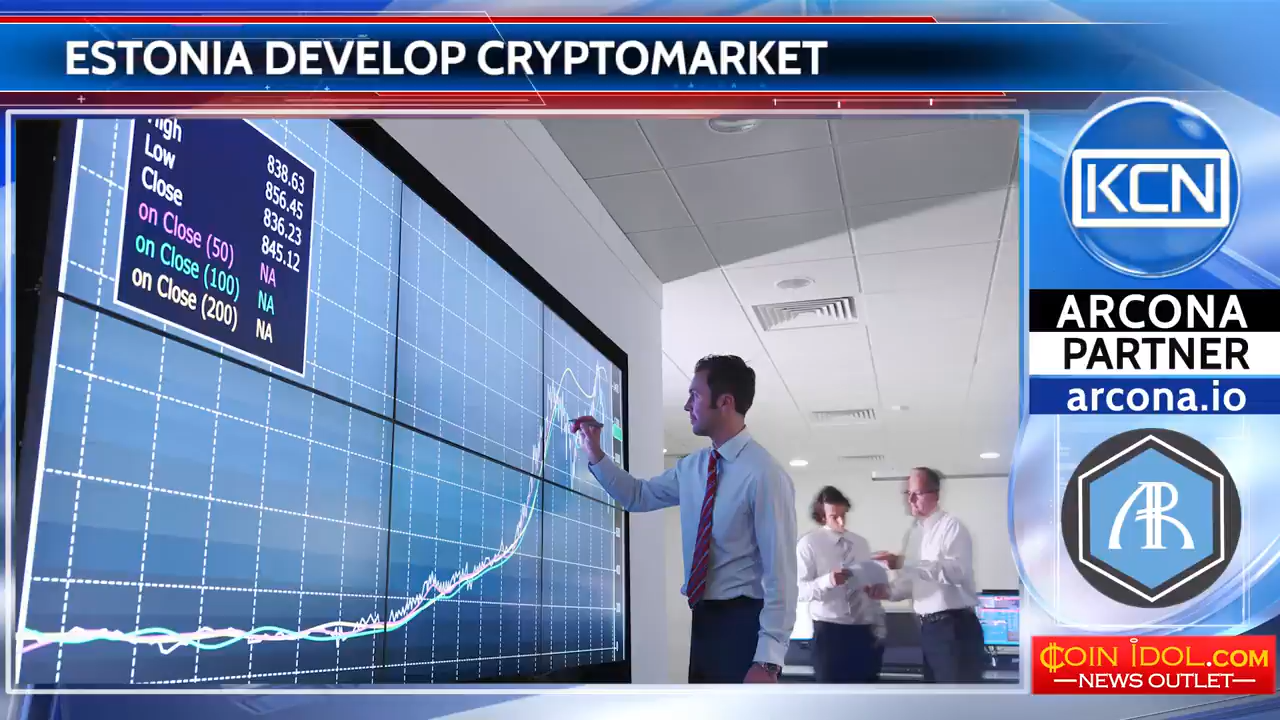 ESTONIA DEVELOP CRYPTOMARKET
High
Low
Close
on Close (50)
on Close (100)
on Close (200)
838.63
856.45
836.23
845.12
NA
NA
NA
KCN
ARCONA
PARTNER
arcona.io
AR
COIN IDOL.COM
NEWS OUTLET